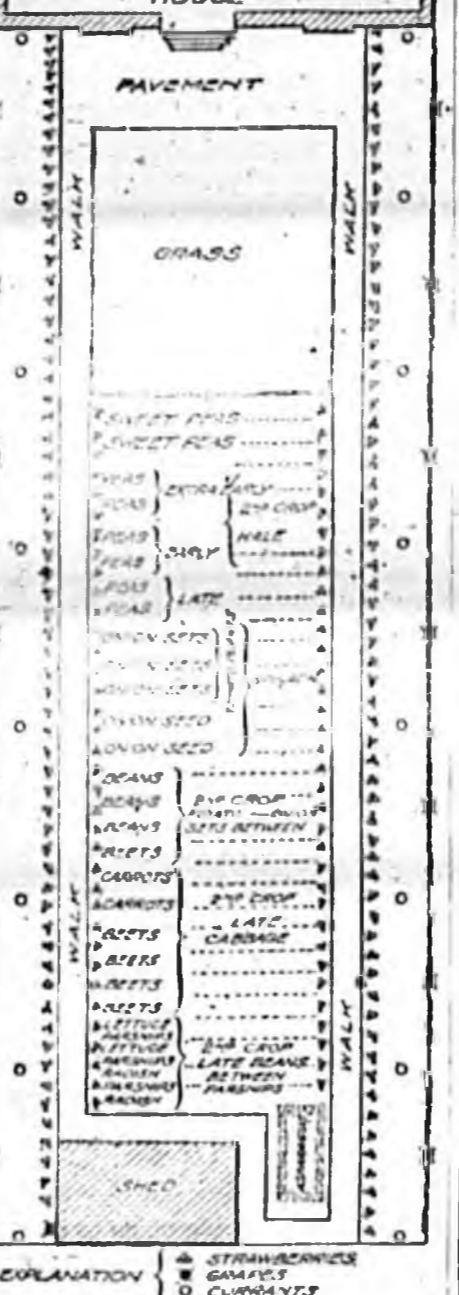 HOUSE
PAVEMENT
WALK
WALK
GRASS
SWEET PEAS
SWEET PEAS
PEAS
PEAS
EXTRA EARLY
2ND CROP
PEAS
PEAS
EARLY
KALE
PEAS
PEAS
LATE
ONION SETS
ONION SETS
ONION SETS
ONION SEED
ONION SEED
BEANS
BEANS
BEANS
BEETS
2ND CROP
SETS BETWEEN
CARROTS
CARROTS
BEETS
BEETS
BEETS
BEETS
2ND CROP
LATE
CABBAGE
WALK
WALK
LETTUCE
PARSNIPS
LETTUCE
PARSNIPS
RADISH
PARSNIPS
RADISH
2ND CROP
LATE BEANS
BETWEEN
PARSNIPS
SHED
EXPLANATION
STRAWBERRIES
GRAPES
CURRANTS